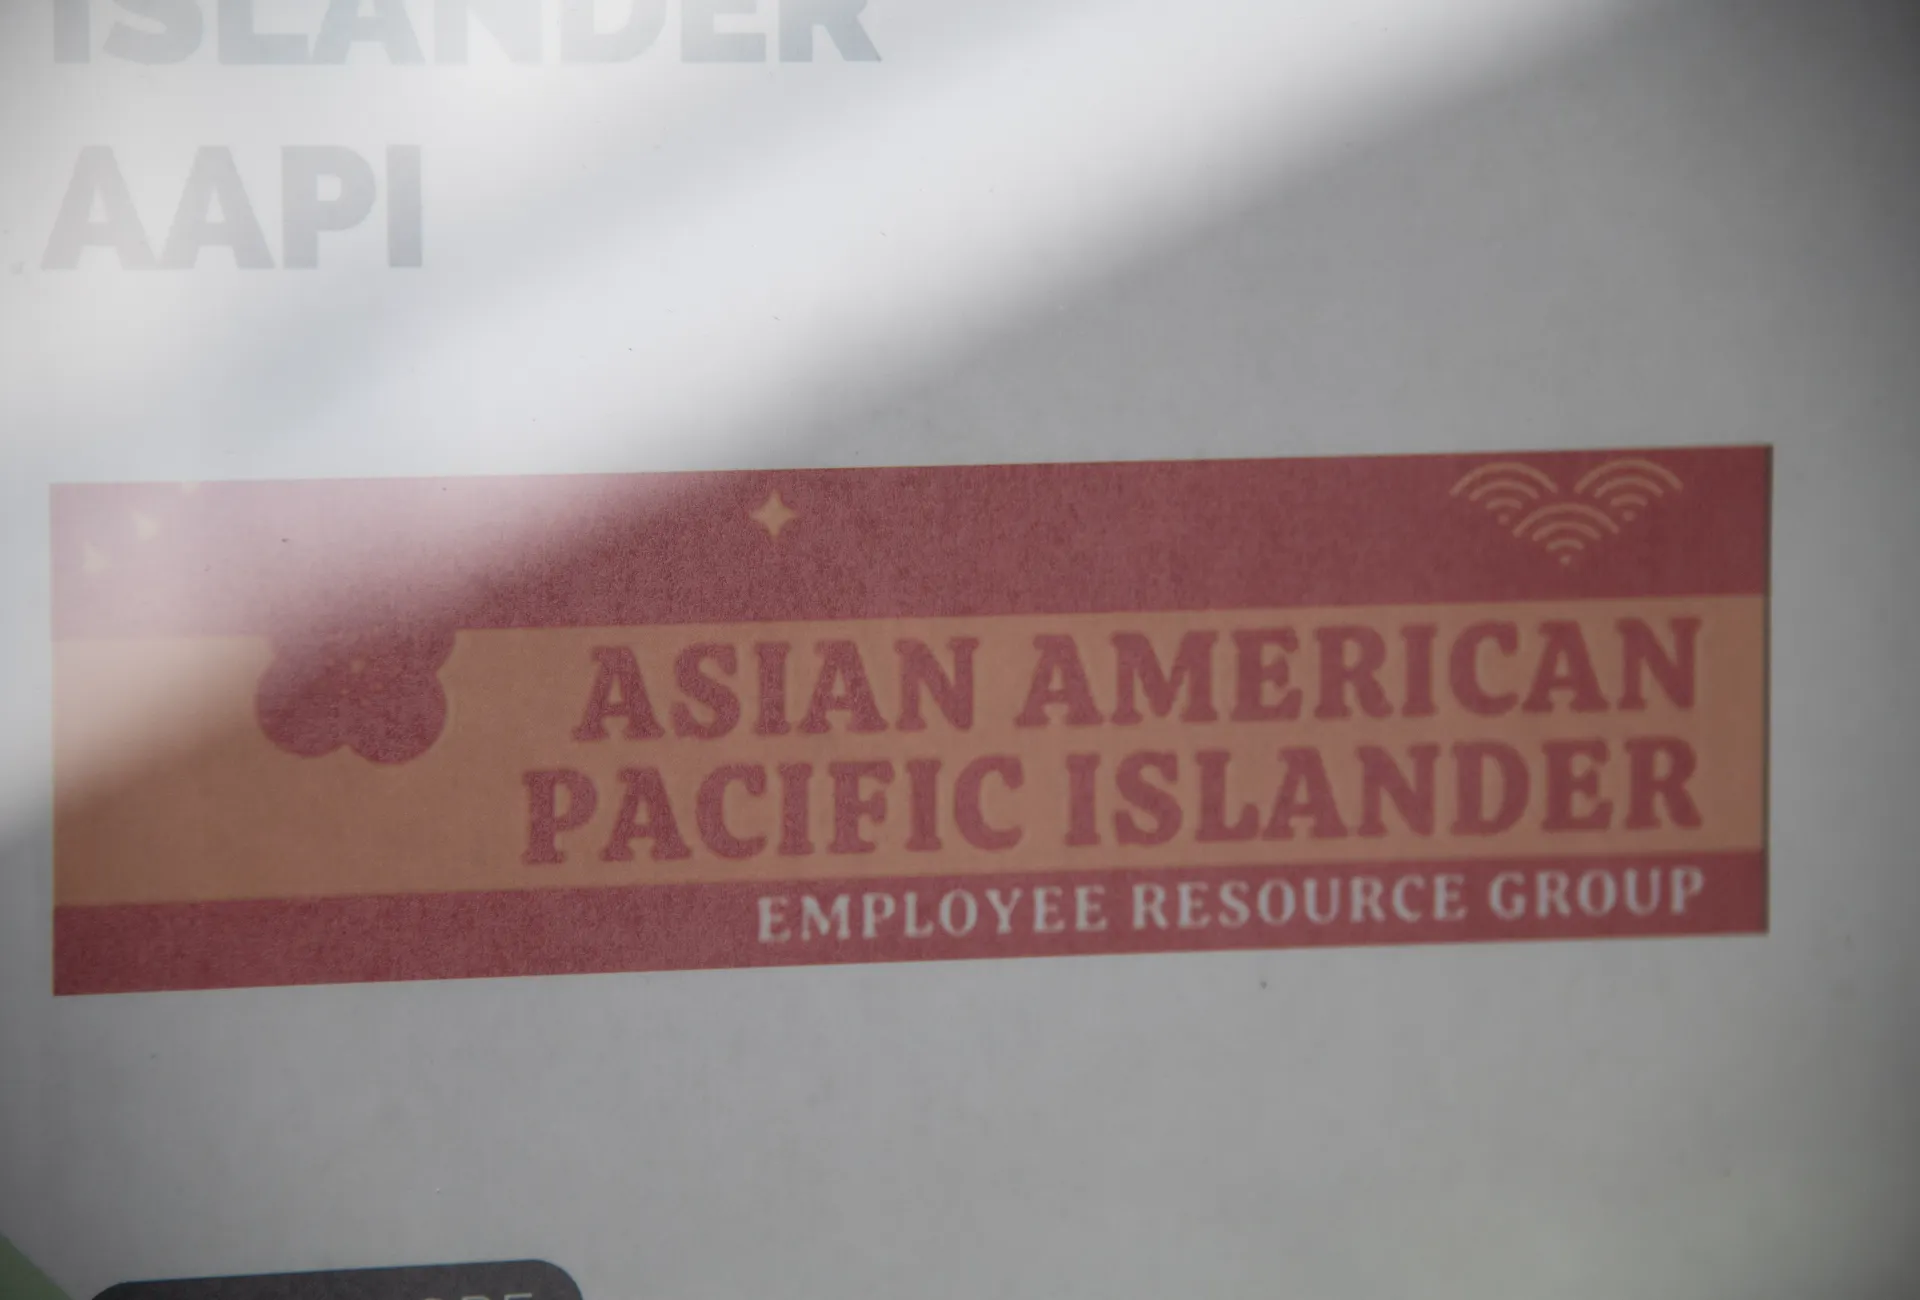 ISLANDER
AAPI
ASIAN AMERICAN
PACIFIC ISLANDER
EMPLOYEE RESOURCE GROUP